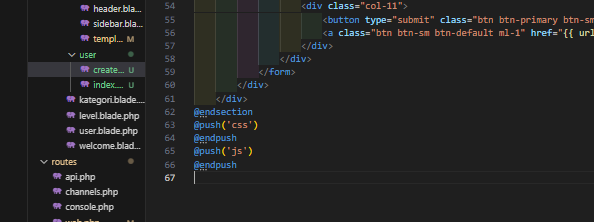 header.bla...
sidebar.bla...
templ...
user
create... U
index.... U
kategori.blade....
level.blade.php
user.blade.php
welcome.blad...
routes
api.php
channels.php
console.php
54 <div class="col-11">
55 <button type="submit" class="btn btn-primary btn-sm
56 <a class="btn btn-sm btn-default ml-1" href="{{ url
57 </div>
58 </div>
59 </form>
60 </div>
61 </div>
62 @endsection
63 @push('css')
64 @endpush
65 @push('js')
66 @endpush
67